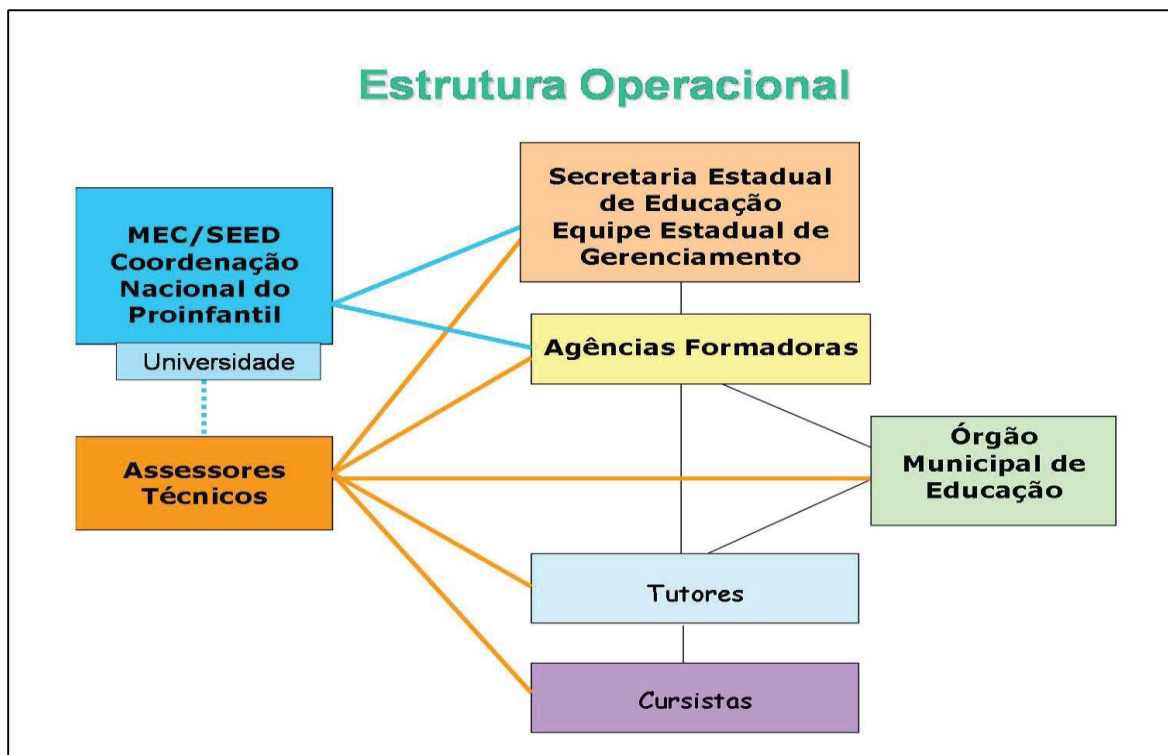 Estrutura Operacional
MEC/SEED
Coordenação
Nacional do
Proinfantil
Universidade
Assessores
Técnicos
Secretaria Estadual
de Educação
Equipe Estadual de
Gerenciamento
Agências Formadoras
Órgão
Municipal de
Educação
Tutores
Cursistas